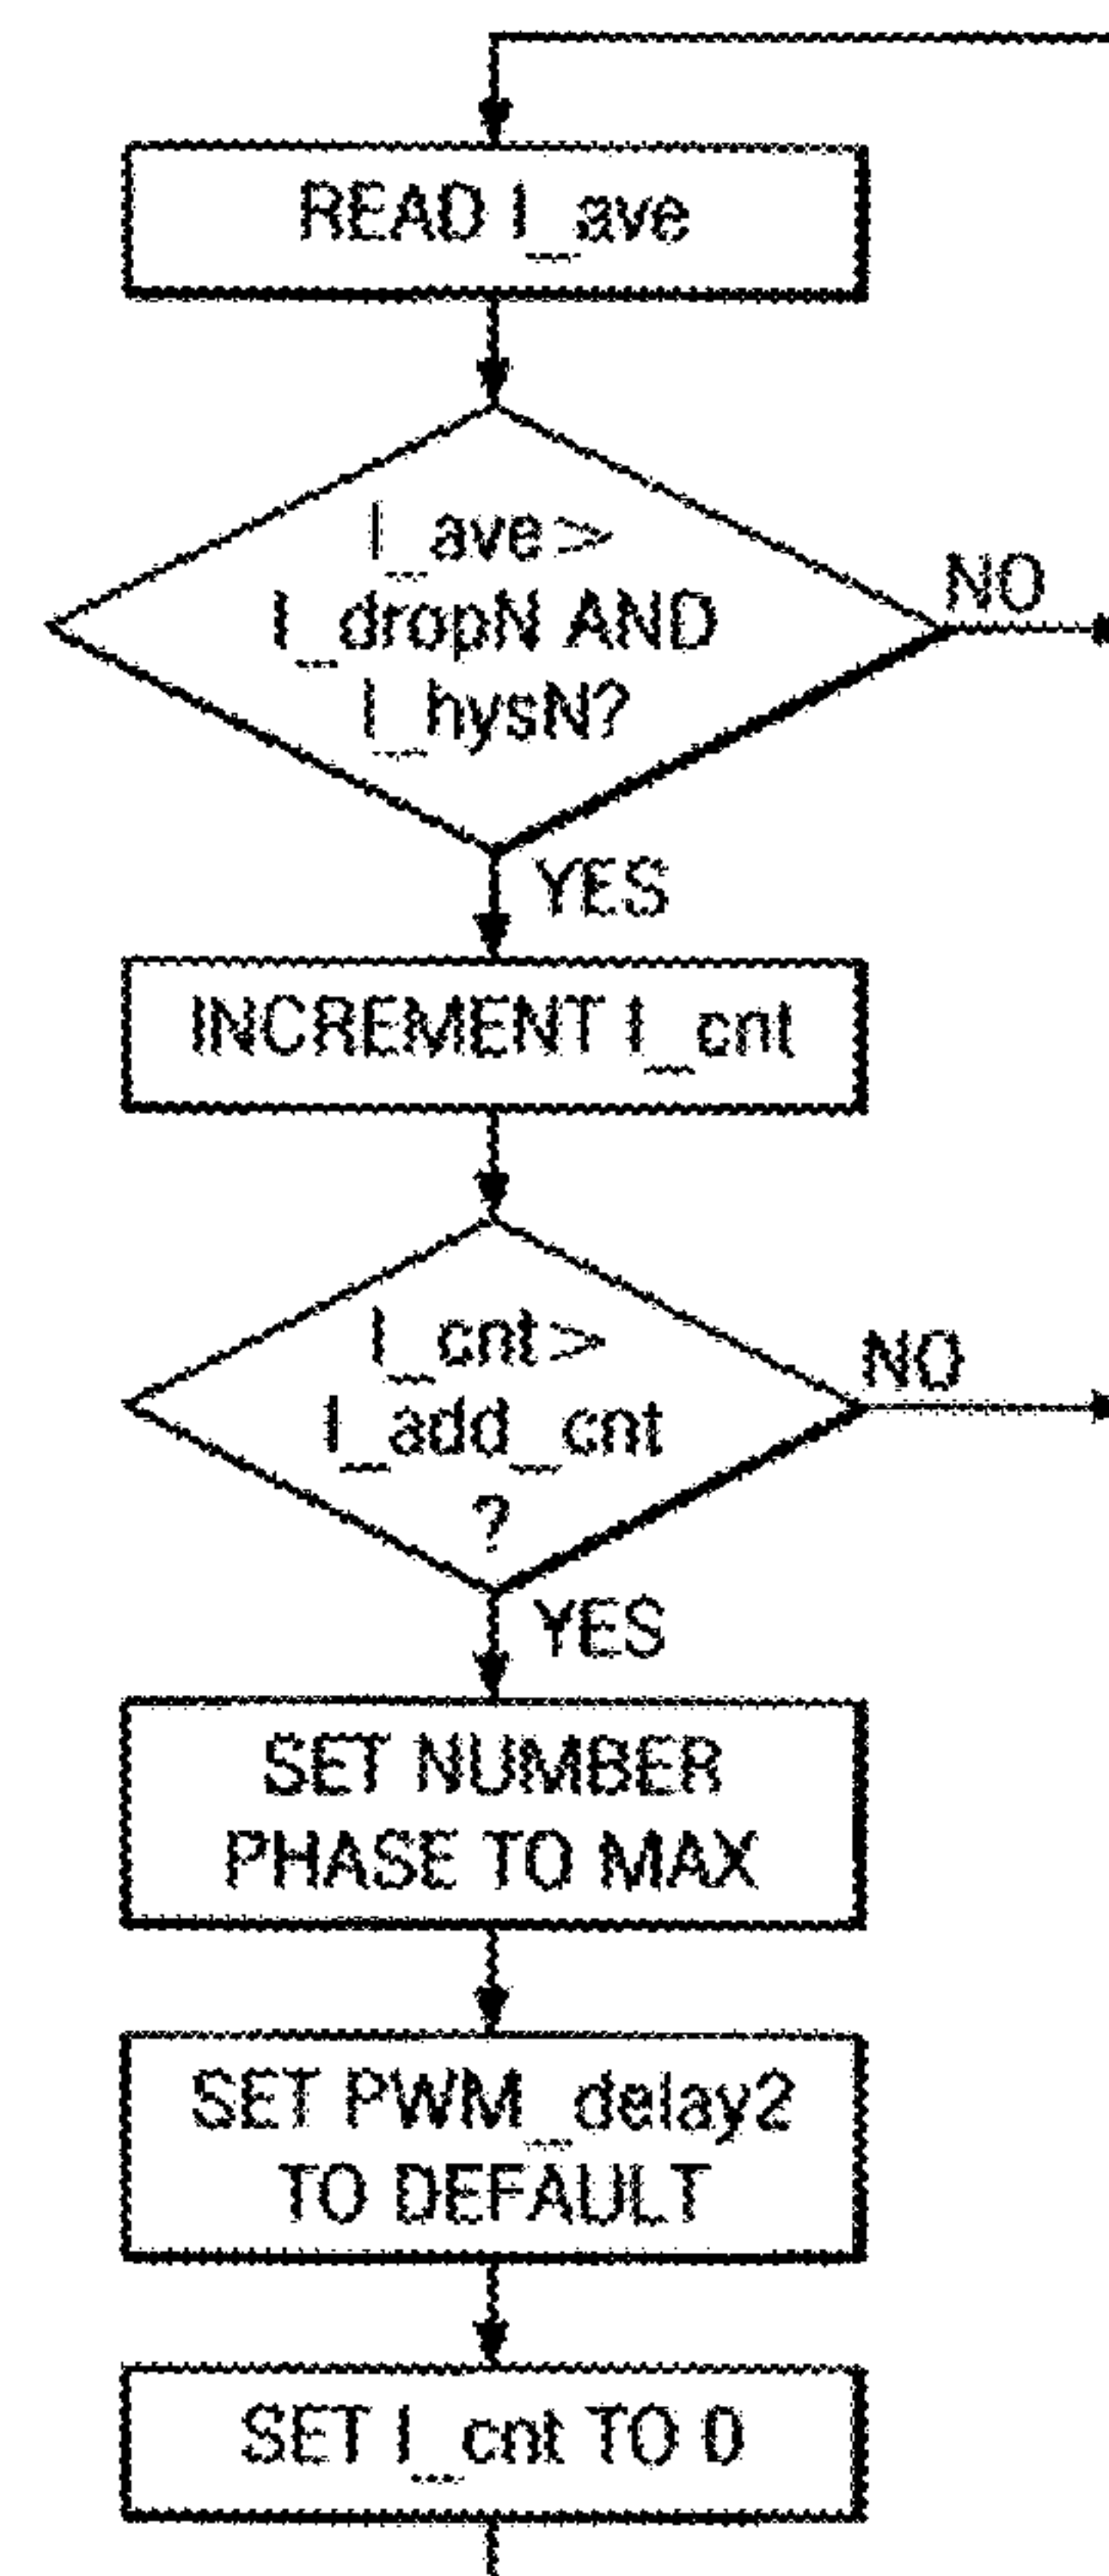 READ I_ave
I_ave>
I_dropN AND
I_hysN?
NO
YES
INCREMENT I_cnt
I_cnt>
I_add_cnt
?
NO
YES
SET NUMBER
PHASE TO MAX
SET PWM_delay2
TO DEFAULT
SET I_cnt TO 0